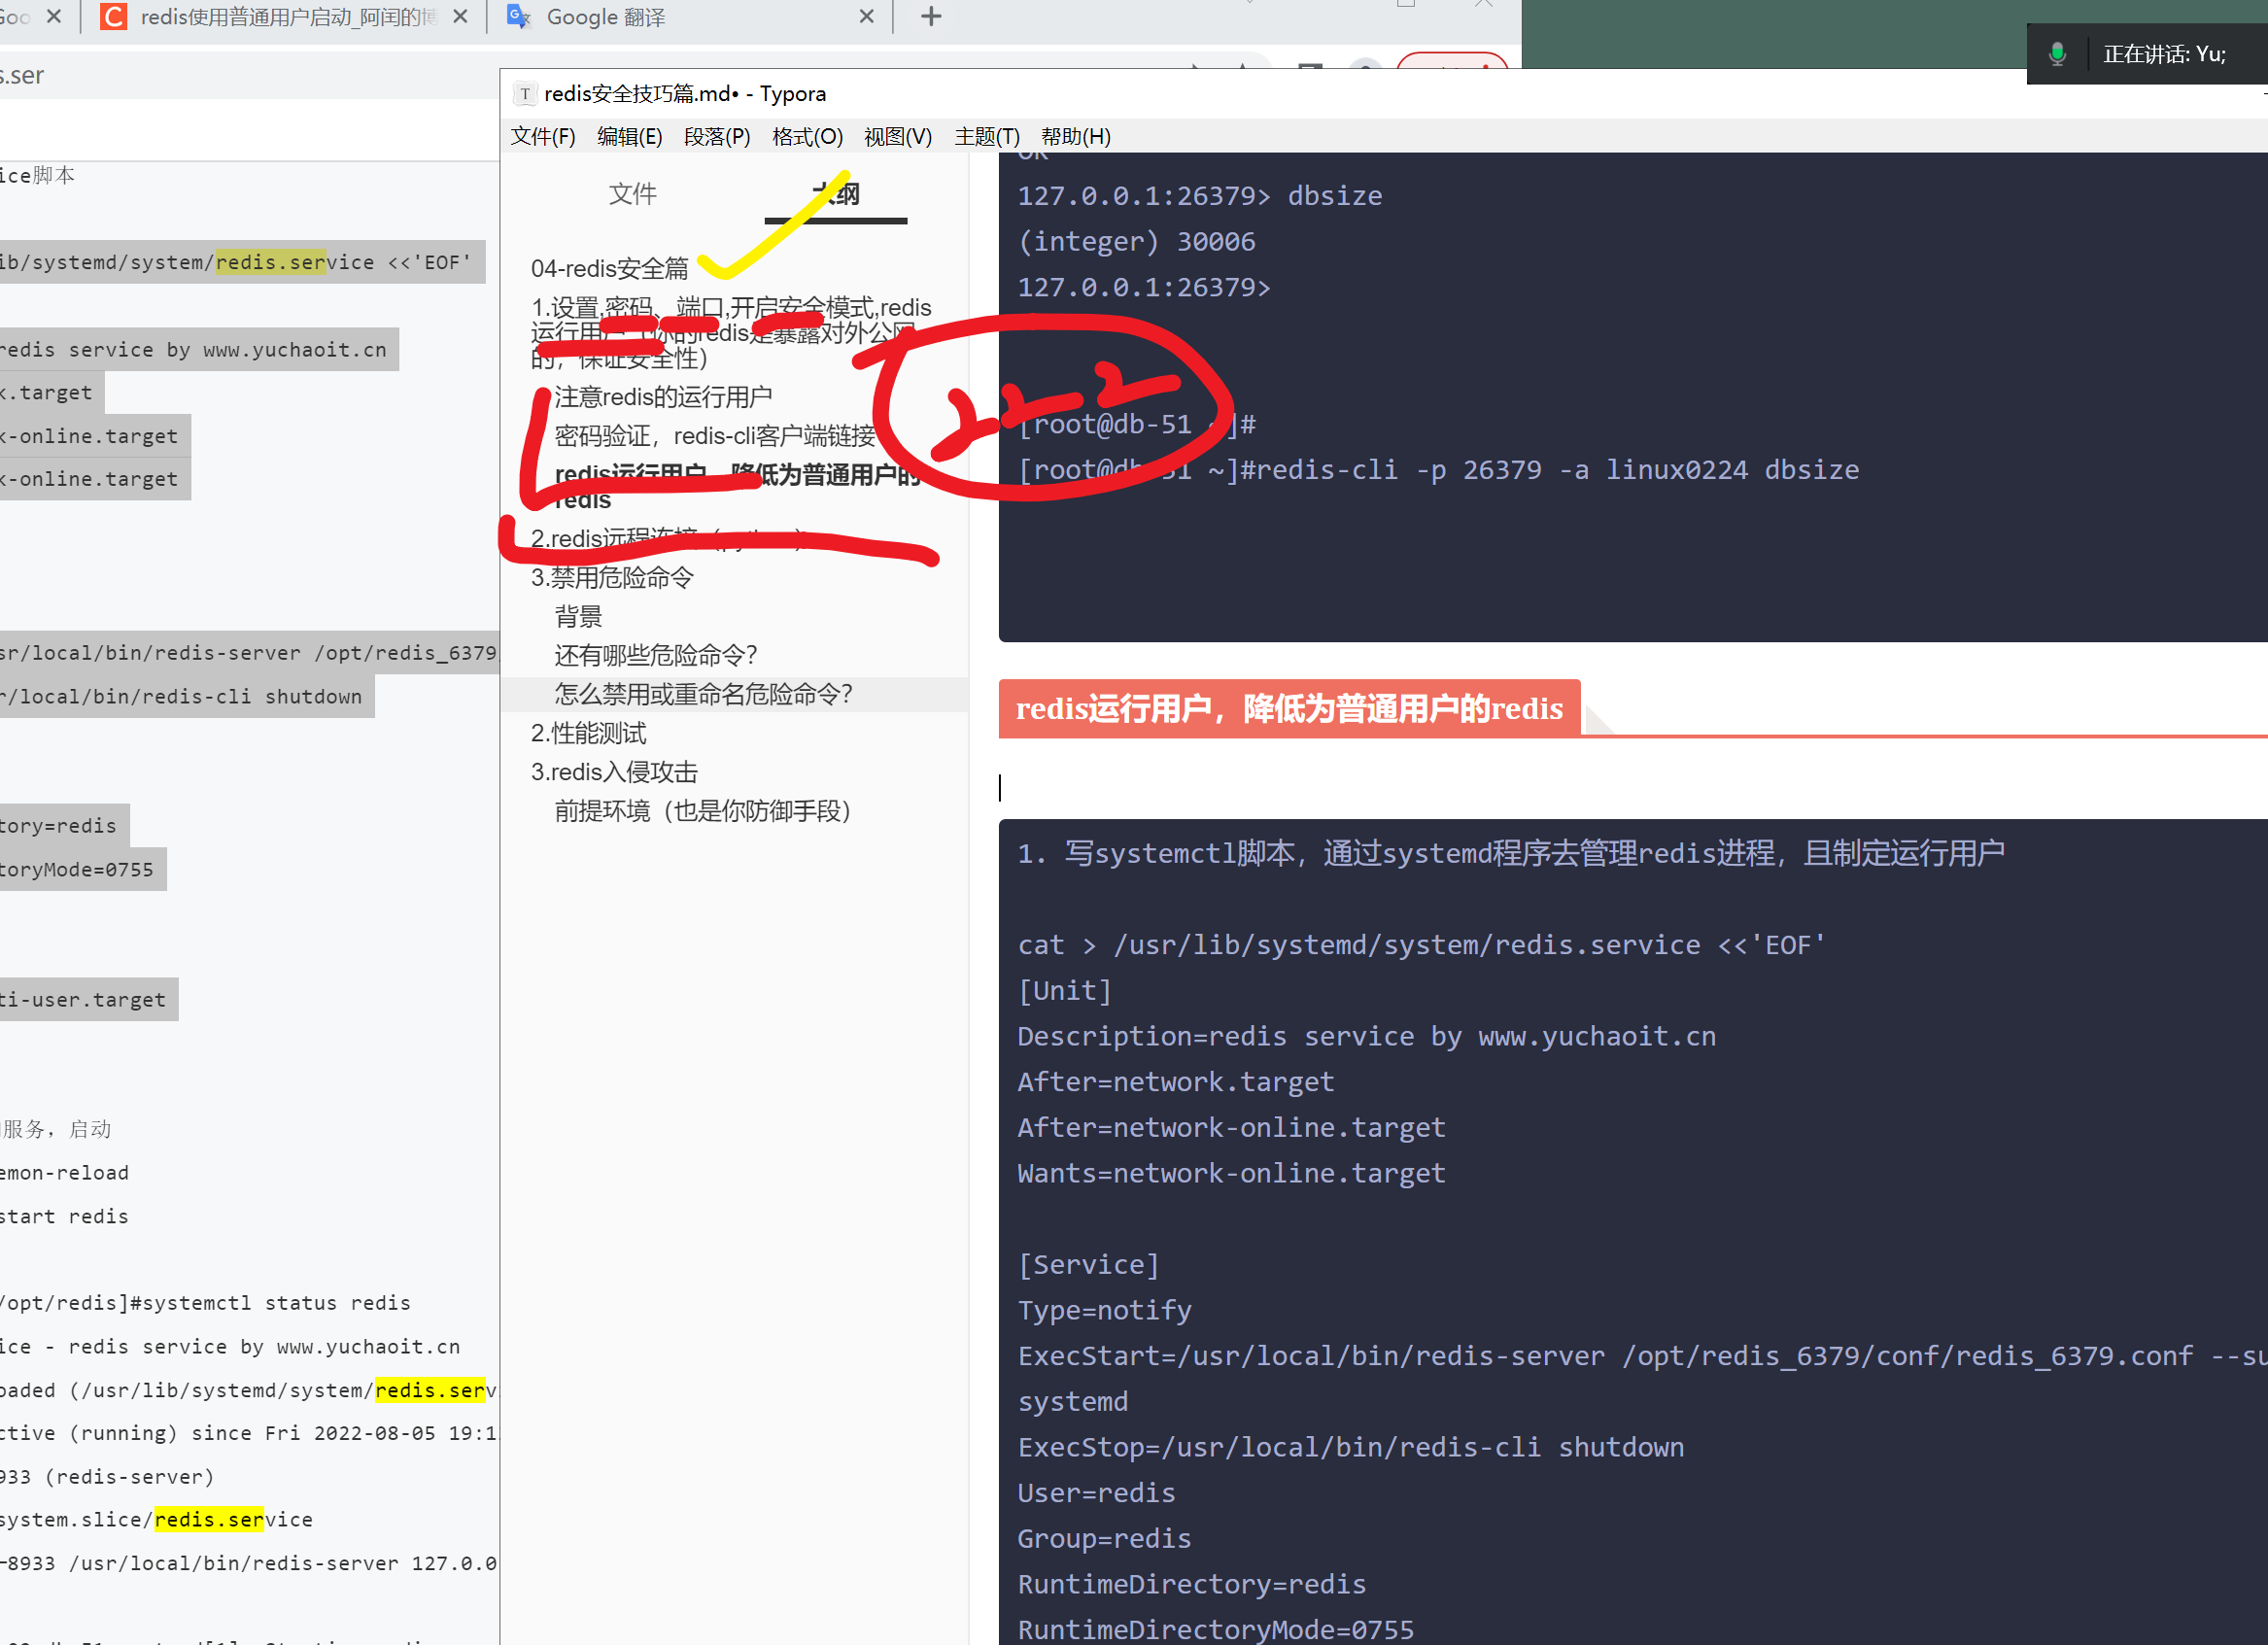 redis使用普通用户启动_阿闰的博
Google 翻译
正在讲话: Yu;
s.ser
redis安全技巧篇.md• - Typora
文件(F) 编辑(E) 段落(P) 格式(O) 视图(V) 主题(T) 帮助(H)
ice脚本
ib/systemd/system/redis.service <<'EOF'
redis service by www.yuchaoit.cn
k.target
k-online.target
k-online.target
sr/local/bin/redis-server /opt/redis_6379
r/local/bin/redis-cli shutdown
tory=redis
toryMode=0755
ti-user.target
服务，启动
emon-reload
start redis
/opt/redis]#systemctl status redis
ice - redis service by www.yuchaoit.cn
oaded (/usr/lib/systemd/system/redis.serv
ctive (running) since Fri 2022-08-05 19:1
933 (redis-server)
system.slice/redis.service
8933 /usr/local/bin/redis-server 127.0.0
文件
大纲
04-redis安全篇
1.设置,密码、端口,开启安全模式,redis
运行用户（你的redis是暴露对外公网
的，保证安全性）
注意redis的运行用户
密码验证，redis-cli客户端链接
redis运行用户，降低为普通用户的
redis
2.redis远程连接（python）
3.禁用危险命令
背景
还有哪些危险命令？
怎么禁用或重命名危险命令？
2.性能测试
3.redis入侵攻击
前提环境（也是你防御手段）
OK
127.0.0.1:26379> dbsize
(integer) 30006
127.0.0.1:26379>
[root@db-51 ~]#
[root@db-51 ~]#redis-cli -p 26379 -a linux0224 dbsize
redis运行用户，降低为普通用户的redis
1. 写systemctl脚本，通过systemd程序去管理redis进程，且制定运行用户
cat > /usr/lib/systemd/system/redis.service <<'EOF'
[Unit]
Description=redis service by www.yuchaoit.cn
After=network.target
After=network-online.target
Wants=network-online.target
[Service]
Type=notify
ExecStart=/usr/local/bin/redis-server /opt/redis_6379/conf/redis_6379.conf --su
systemd
ExecStop=/usr/local/bin/redis-cli shutdown
User=redis
Group=redis
RuntimeDirectory=redis
RuntimeDirectoryMode=0755